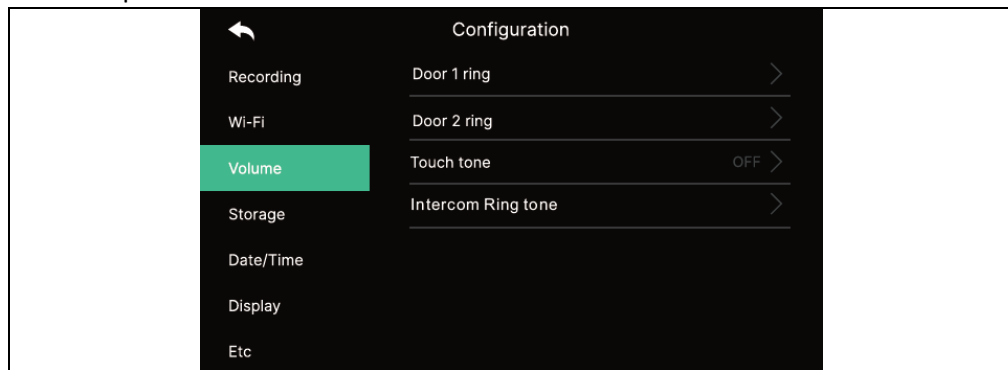 Configuration
Recording
Door 1 ring
Wi-Fi
Door 2 ring
Volume
Touch tone OFF
Storage
Intercom Ring tone
Date/Time
Display
Etc